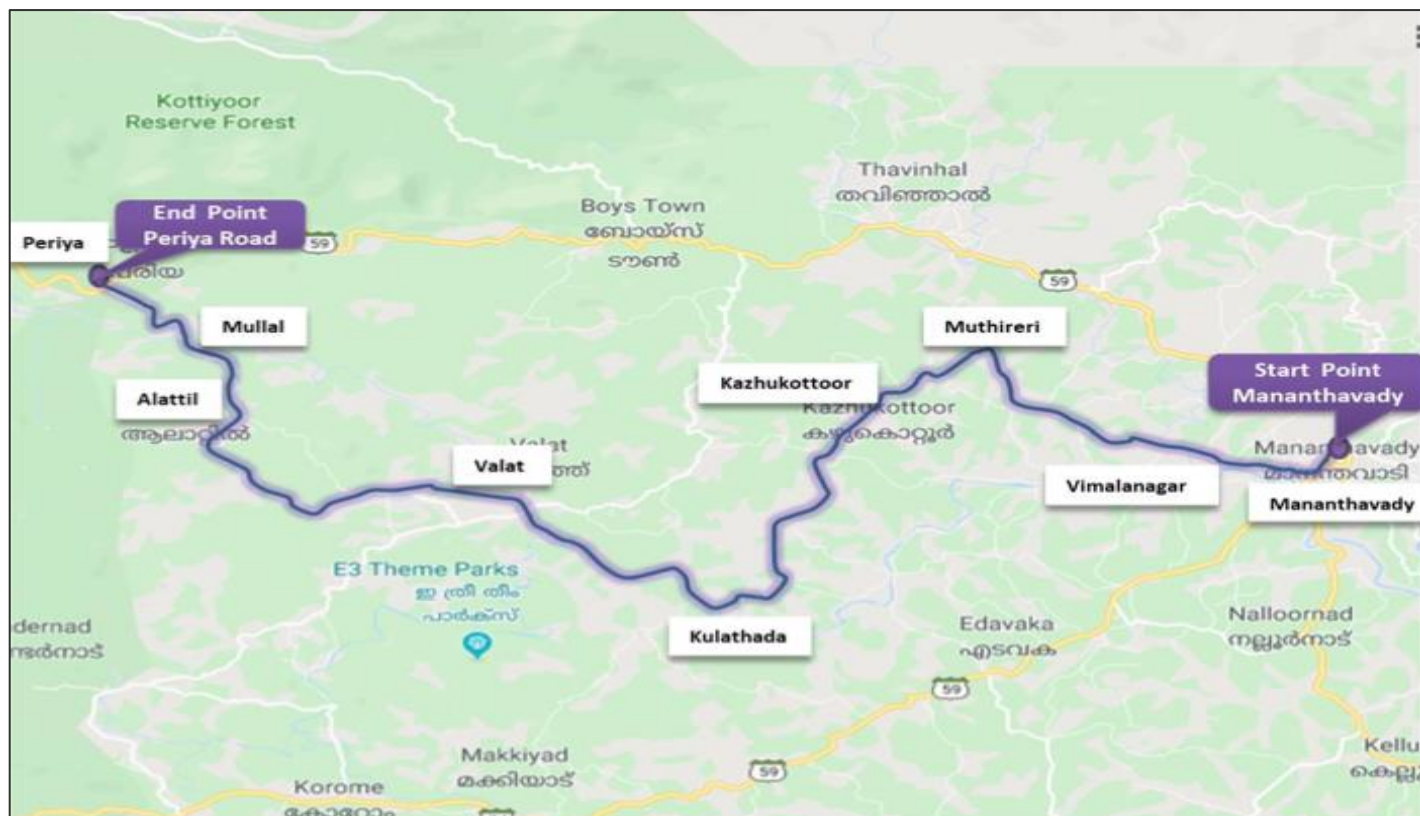 Kottiyoor
Reserve Forest
Thavinhal
തവിഞ്ഞാൽ
End Point
Periya Road
Boys Town
ബോയ്സ്
ടൗൺ
Periya
59
59
Mullal
Muthireri
Kazhukottoor
Kazhukottoor
കഴുകൊറ്റൂർ
Start Point
Mananthavady
Alattil
ആലാറ്റിൽ
Valat
Vimalanagar
Mananthavady
E3 Theme Parks
ഇ ത്രീ തീം
പാർക്സ്
Kulathada
Edavaka
എടവക
Nalloornad
നല്ലൂർനാട്
59
59
Makkiyad
മക്കിയാട്
Korome